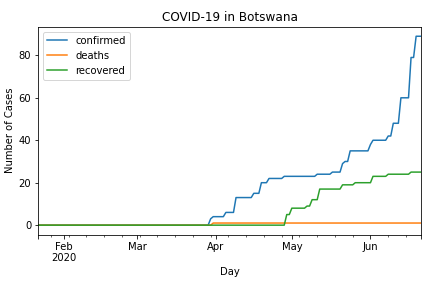 COVID-19 in Botswana
confirmed
deaths
recovered
Number of Cases
80
60
40
20
0
Feb
2020
Mar
Apr
May
Jun
Day